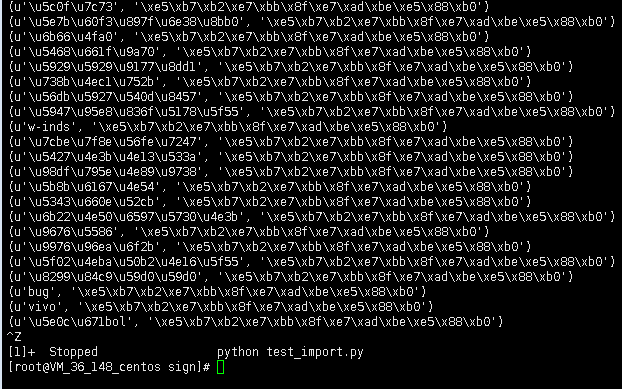 (u'\u5c0f\u7c73', '\xe5\xb7\xb2\xe7\xbb\x8f\xe7\xad\xbe\xe5\x88\xb0')
(u'\u5e7b\u60f3\u897f\u6e38\u8bb0', '\xe5\xb7\xb2\xe7\xbb\x8f\xe7\xad\xbe\xe5\x88\xb0')
(u'\u6b66\u4fa0', '\xe5\xb7\xb2\xe7\xbb\x8f\xe7\xad\xbe\xe5\x88\xb0')
(u'\u5468\u661f\u9a70', '\xe5\xb7\xb2\xe7\xbb\x8f\xe7\xad\xbe\xe5\x88\xb0')
(u'\u5929\u5929\u9177\u8dd1', '\xe5\xb7\xb2\xe7\xbb\x8f\xe7\xad\xbe\xe5\x88\xb0')
(u'\u738b\u4ec1\u752b', '\xe5\xb7\xb2\xe7\xbb\x8f\xe7\xad\xbe\xe5\x88\xb0')
(u'\u56db\u5927\u540d\u8457', '\xe5\xb7\xb2\xe7\xbb\x8f\xe7\xad\xbe\xe5\x88\xb0')
(u'\u5947\u95e8\u836f\u5178\u5f55', '\xe5\xb7\xb2\xe7\xbb\x8f\xe7\xad\xbe\xe5\x88\xb0')
(u'w-inds', '\xe5\xb7\xb2\xe7\xbb\x8f\xe7\xad\xbe\xe5\x88\xb0')
(u'\u7cbe\u7f8e\u56fe\u7247', '\xe5\xb7\xb2\xe7\xbb\x8f\xe7\xad\xbe\xe5\x88\xb0')
(u'\u5427\u4e3b\u4e13\u533a', '\xe5\xb7\xb2\xe7\xbb\x8f\xe7\xad\xbe\xe5\x88\xb0')
(u'\u98df\u795e\u4e89\u9738', '\xe5\xb7\xb2\xe7\xbb\x8f\xe7\xad\xbe\xe5\x88\xb0')
(u'\u5b8b\u6167\u4e54', '\xe5\xb7\xb2\xe7\xbb\x8f\xe7\xad\xbe\xe5\x88\xb0')
(u'\u5343\u660e\u52cb', '\xe5\xb7\xb2\xe7\xbb\x8f\xe7\xad\xbe\xe5\x88\xb0')
(u'\u6b22\u4e50\u6597\u5730\u4e3b', '\xe5\xb7\xb2\xe7\xbb\x8f\xe7\xad\xbe\xe5\x88\xb0')
(u'\u9676\u5586', '\xe5\xb7\xb2\xe7\xbb\x8f\xe7\xad\xbe\xe5\x88\xb0')
(u'\u9976\u96ea\u6f2b', '\xe5\xb7\xb2\xe7\xbb\x8f\xe7\xad\xbe\xe5\x88\xb0')
(u'\u5f02\u4eba\u50b2\u4e16\u5f55', '\xe5\xb7\xb2\xe7\xbb\x8f\xe7\xad\xbe\xe5\x88\xb0')
(u'\u8299\u84c9\u59d0\u59d0', '\xe5\xb7\xb2\xe7\xbb\x8f\xe7\xad\xbe\xe5\x88\xb0')
(u'bug', '\xe5\xb7\xb2\xe7\xbb\x8f\xe7\xad\xbe\xe5\x88\xb0')
(u'vivo', '\xe5\xb7\xb2\xe7\xbb\x8f\xe7\xad\xbe\xe5\x88\xb0')
(u'\u5e0c\u671bol', '\xe5\xb7\xb2\xe7\xbb\x8f\xe7\xad\xbe\xe5\x88\xb0')
^Z
[1]+  Stopped                 python test_import.py
[root@VM_36_148_centos sign]#